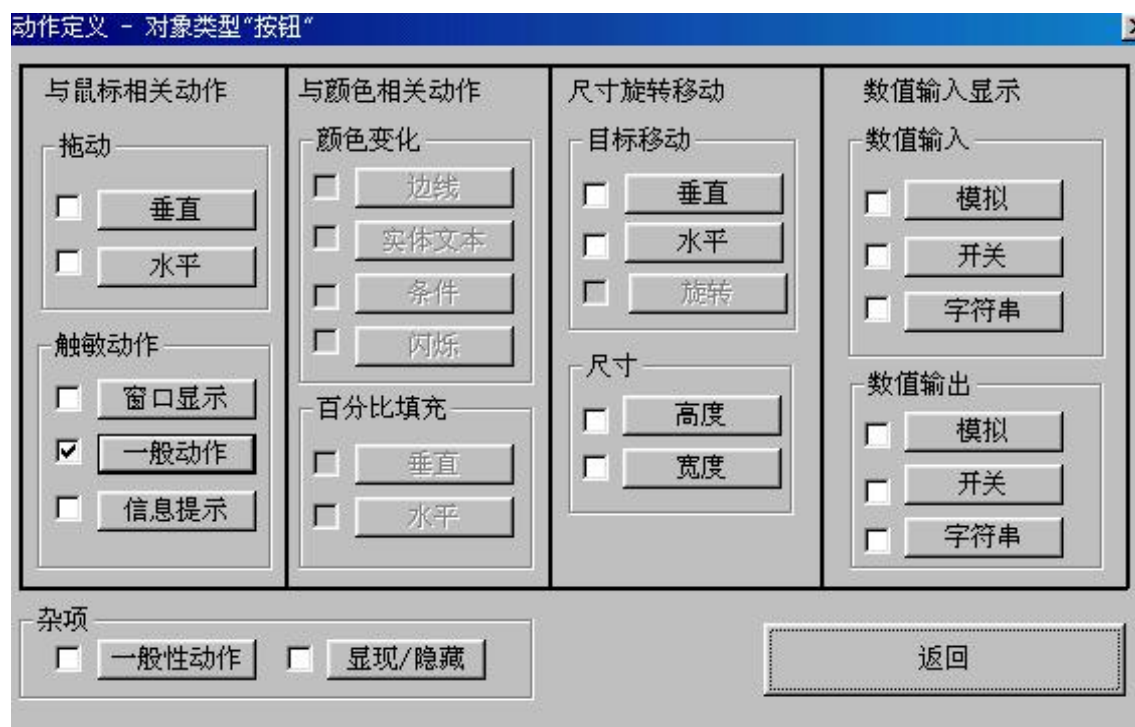 动作定义 - 对象类型“按钮“
与鼠标相关动作
拖动
垂直
水平
触敏动作
窗口显示
一般动作
信息提示
与颜色相关动作
颜色变化
边线
实体文本
条件
闪烁
百分比填充
垂直
水平
尺寸旋转移动
目标移动
垂直
水平
旋转
尺寸
高度
宽度
数值输入显示
数值输入
模拟
开关
字符串
数值输出
模拟
开关
字符串
杂项
一般性动作
显现/隐藏
返回